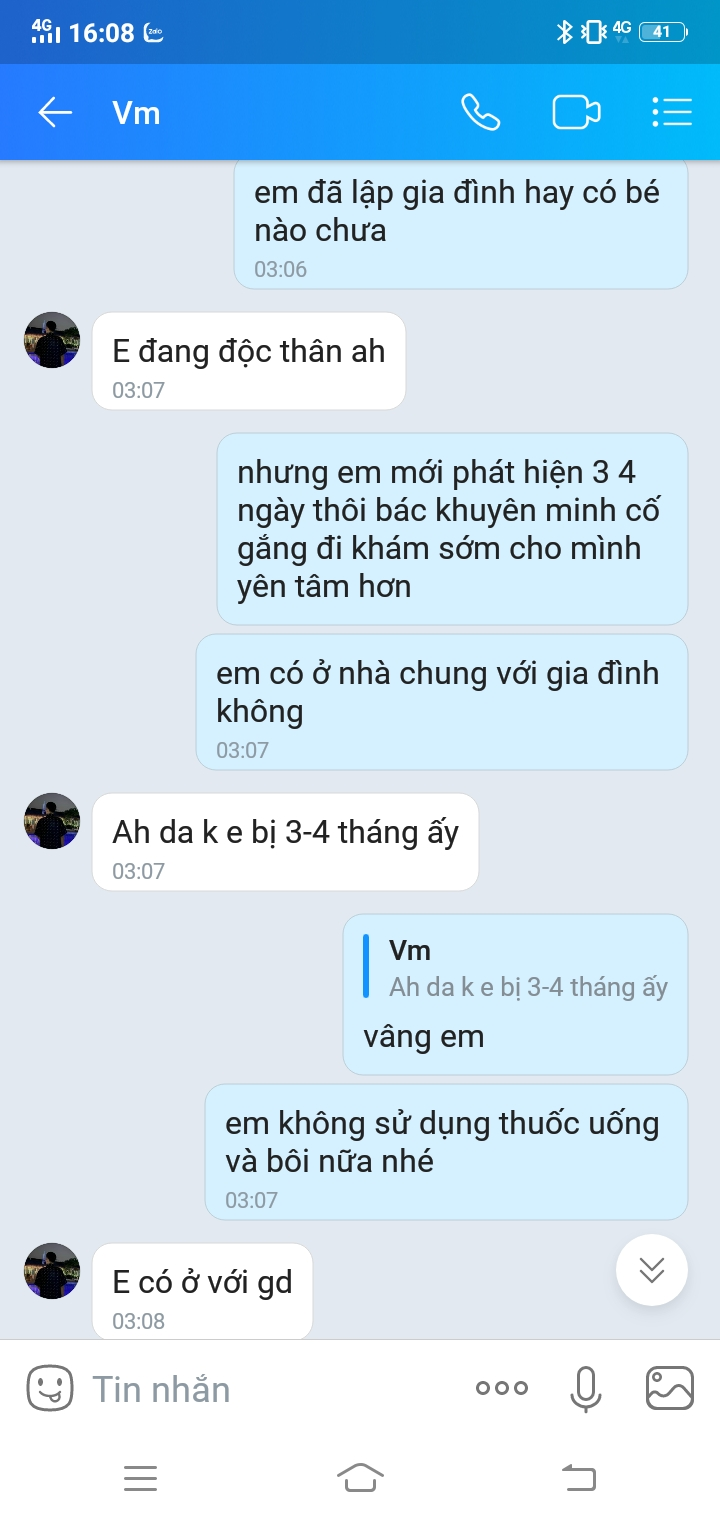 4G 16:08 Zalo 4G 41
Vm
em đã lập gia đình hay có bé
nào chưa
03:06
E đang độc thân ah
03:07
nhưng em mới phát hiện 3 4
ngày thôi bác khuyên minh cố
gắng đi khám sớm cho mình
yên tâm hơn
em có ở nhà chung với gia đình
không
03:07
Ah da k e bị 3-4 tháng ấy
03:07
Vm
Ah da k e bị 3-4 tháng ấy
vâng em
em không sử dụng thuốc uống
và bôi nữa nhé
03:07
E có ở với gd
03:08
Tin nhắn